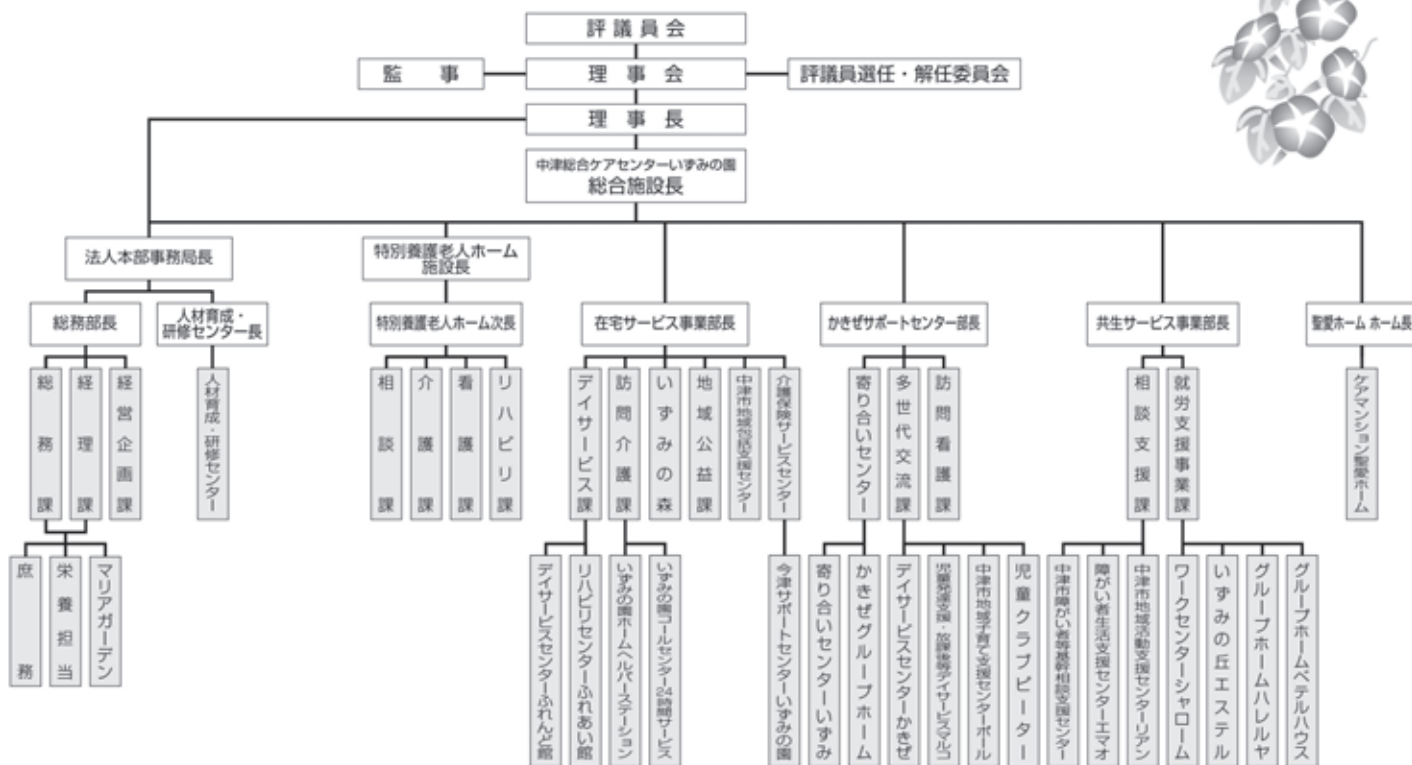 評議員会
監事
理事会
評議員選任・解任委員会
理事長
中津総合ケアセンターいずみの園
総合施設長
法人本部事務局長
特別養護老人ホーム
施設長
総務部長
人材育成・
研修センター長
特別養護老人ホーム次長
在宅サービス事業部長
かきぜサポートセンター部長
共生サービス事業部長
聖愛ホーム ホーム長
総務課
経理課
経営企画課
人材育成・研修センター
相談課
介護課
看護課
リハビリ課
デイサービス課
訪問介護課
いずみの森
地域公益課
中津市地域包括支援センター
介護保険サービスセンター
寄り合いセンター
多世代交流課
訪問看護課
相談支援課
就労支援事業課
ケアマンション聖愛ホーム
庶務
栄養担当
マリアガーデン
デイサービスセンターふれんど館
リハビリセンターふれあい館
いずみの園ホームヘルパーステーション
いずみの園コールセンター24時間サービス
今津サポートセンターいずみの園
寄り合いセンターいずみ
かきぜグループホーム
デイサービスセンターかきぜ
児童発達支援・放課後等デイサービスマルコ
中津市地域子育て支援センターポール
児童クラブピーター
中津市障がい者等基幹相談支援センター
障がい者生活支援センターエマオ
中津市地域活動支援センターリアン
ワークセンターシャローム
いずみの丘エステル
グループホームハレルヤ
グループホームベテルハウス